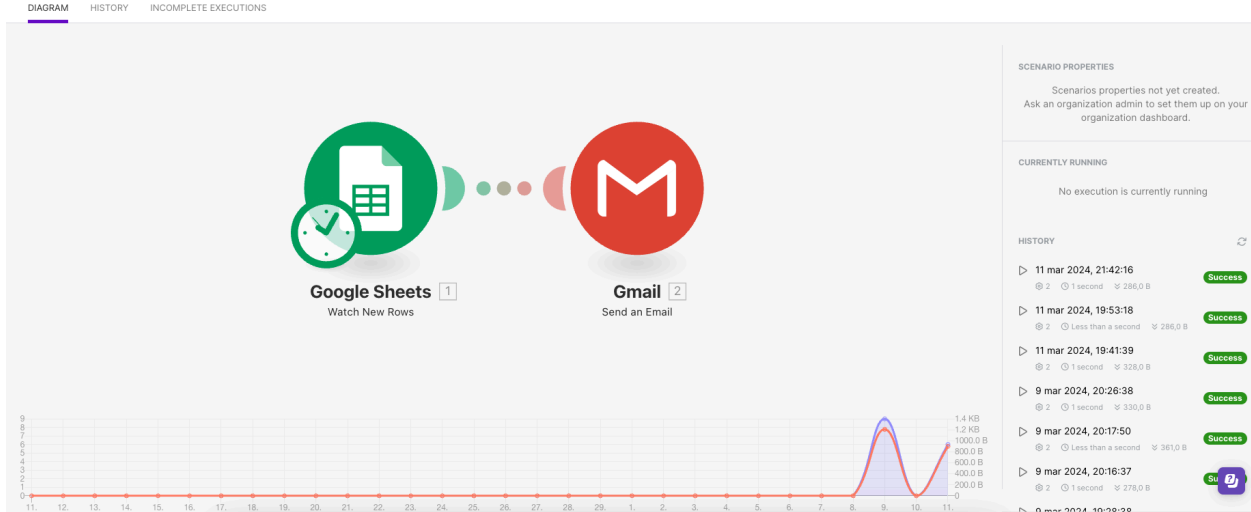 DIAGRAM HISTORY INCOMPLETE EXECUTIONS
Google Sheets 1
Watch New Rows
Gmail 2
Send an Email
SCENARIO PROPERTIES
Scenarios properties not yet created.
Ask an organization admin to set them up on your
organization dashboard.
CURRENTLY RUNNING
No execution is currently running
HISTORY
11 mar 2024, 21:42:16 Success
2 1 second 286,0 B
11 mar 2024, 19:53:18 Success
2 Less than a second 286,0 B
11 mar 2024, 19:41:39 Success
2 1 second 328,0 B
9 mar 2024, 20:26:38 Success
2 1 second 330,0 B
9 mar 2024, 20:17:50 Success
2 Less than a second 361,0 B
9 mar 2024, 20:16:37
2 1 second 278,0 B
9 mar 2024, 19:28:38
9 1,4 KB
8 1.2 KB
7 1000.0 B
6 800.0 B
5 600.0 B
4 400.0 B
3 200.0 B
2
1
0 0
11. 12. 13. 14. 15. 16. 17. 18. 19. 20. 21. 22. 23. 24. 25. 26. 27. 28. 29. 1. 2. 3. 4. 5. 6. 7. 8. 9. 10. 11.